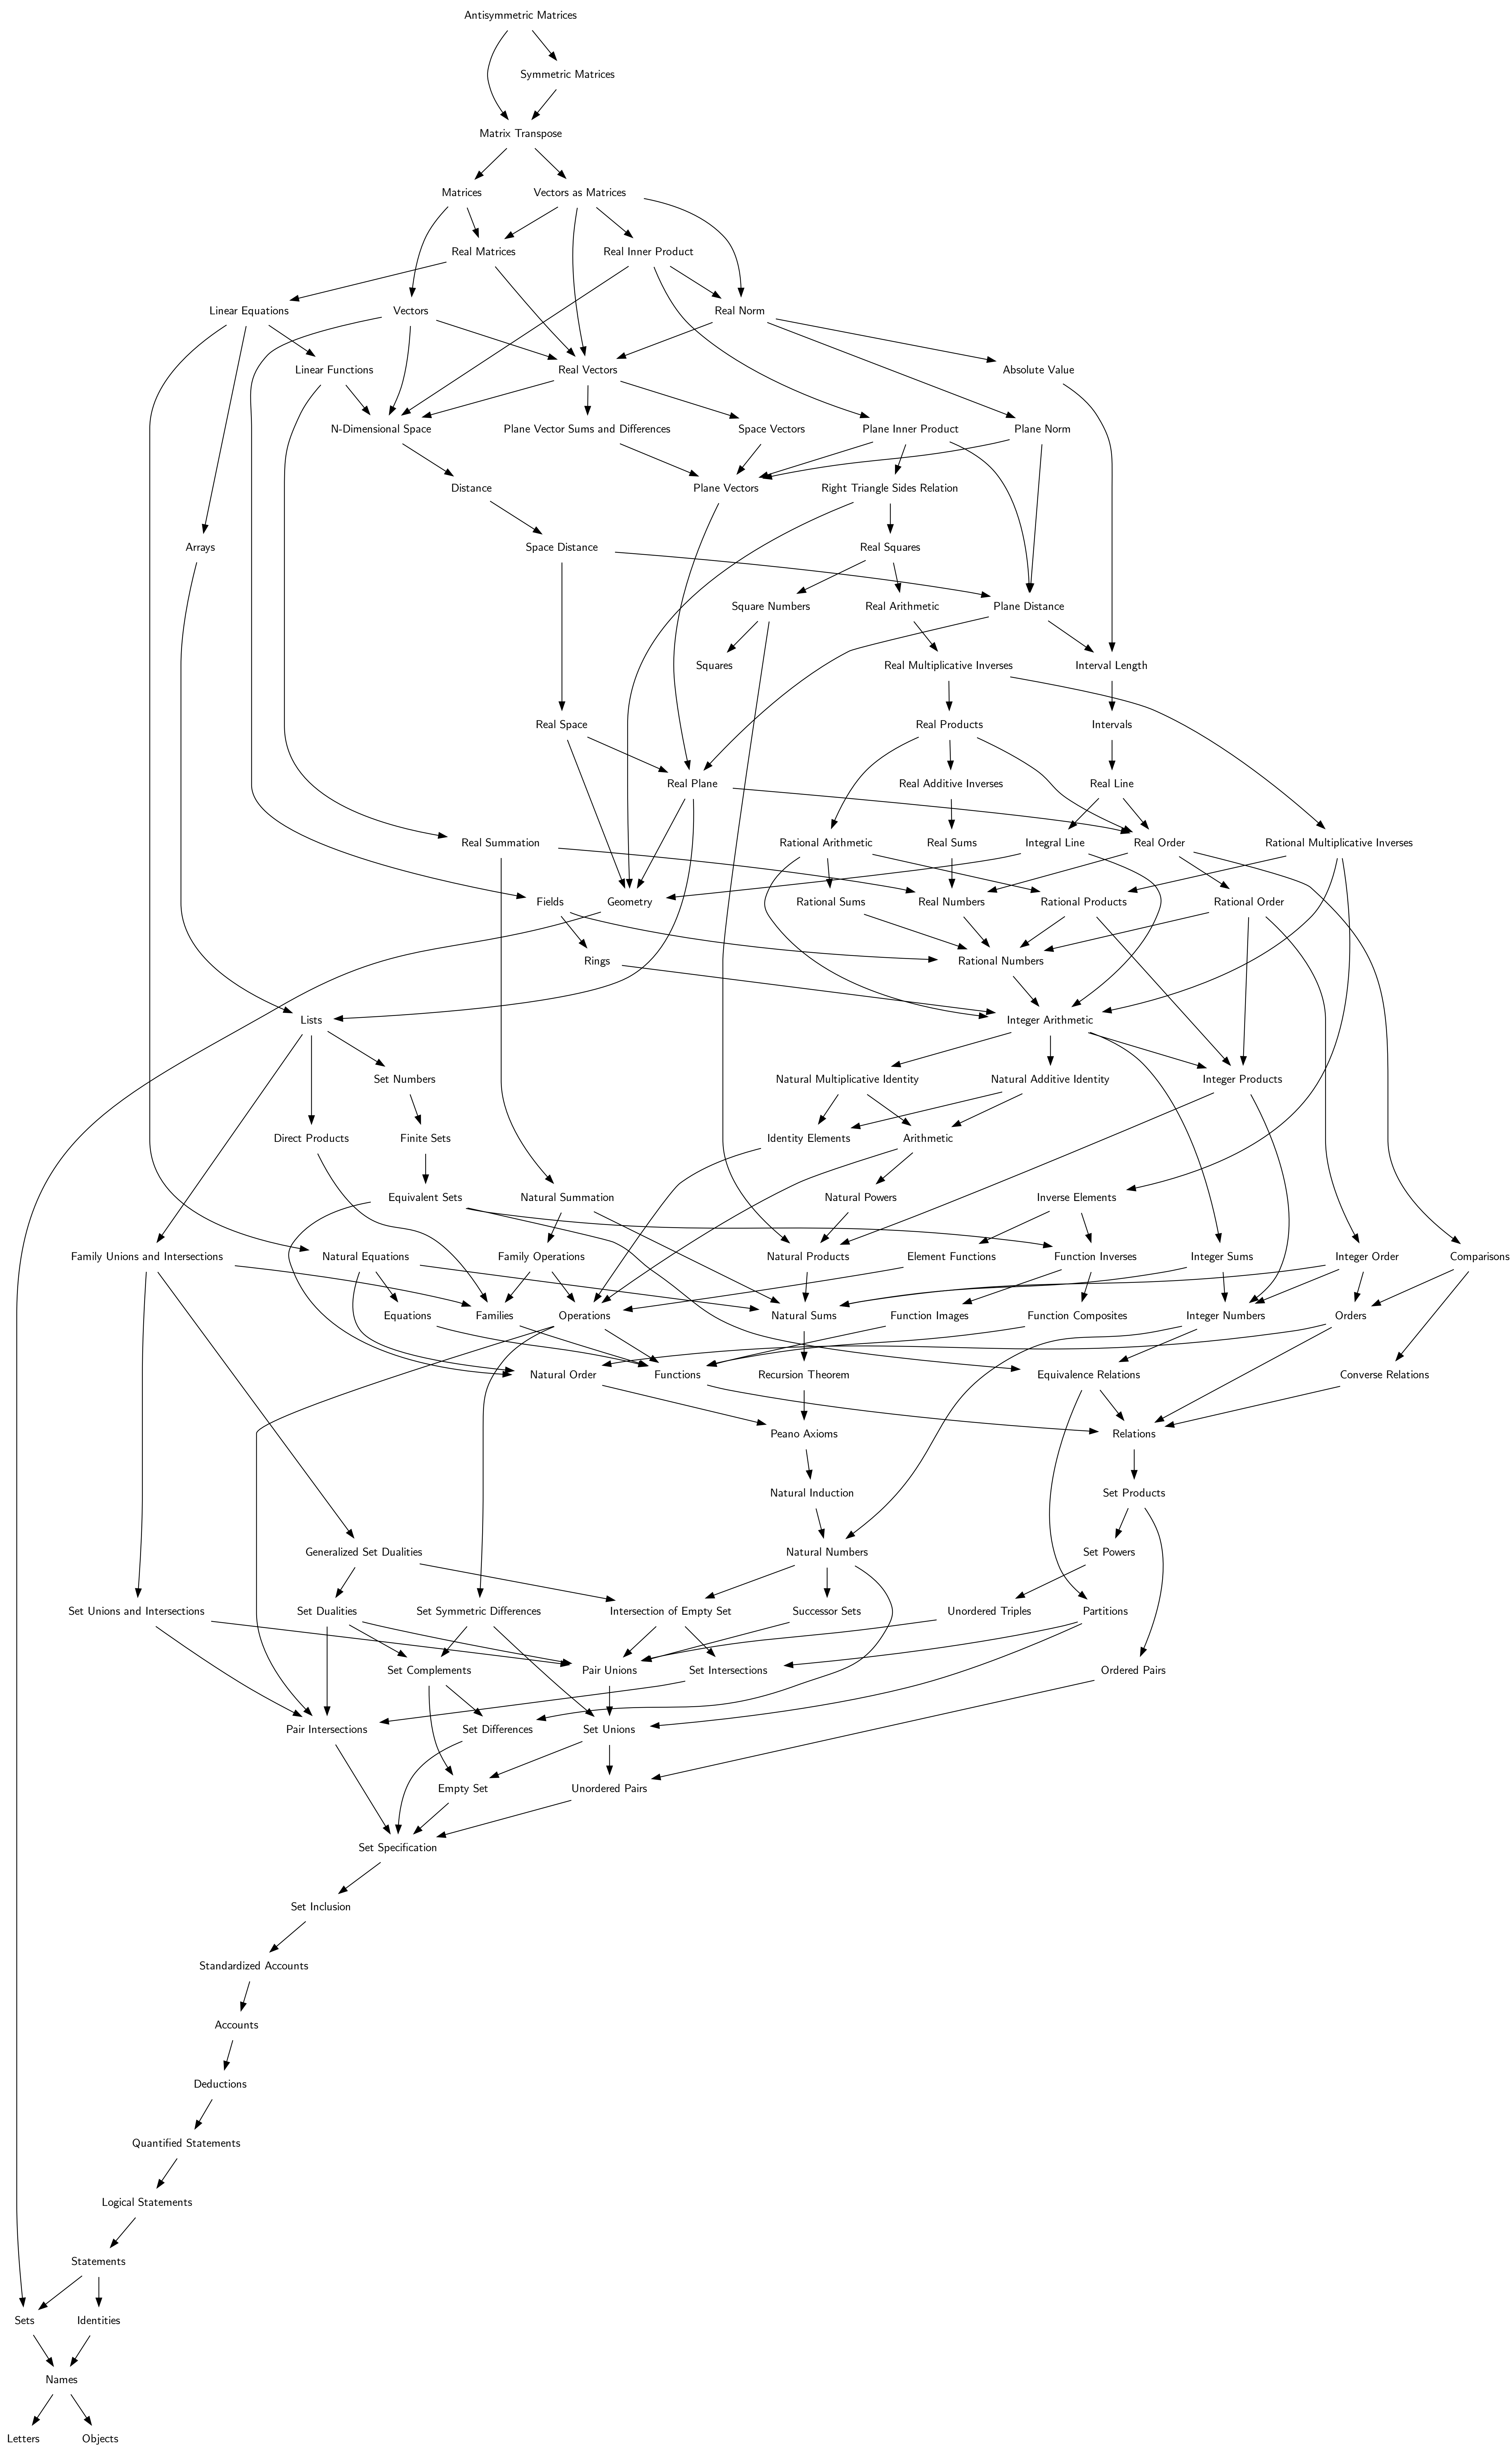 Antisymmetric Matrices
Symmetric Matrices
Matrix Transpose
Matrices
Vectors as Matrices
Real Matrices
Real Inner Product
Linear Equations
Vectors
Real Norm
Linear Functions
Real Vectors
Absolute Value
N-Dimensional Space
Plane Vector Sums and Differences
Space Vectors
Plane Inner Product
Plane Norm
Distance
Plane Vectors
Right Triangle Sides Relation
Arrays
Space Distance
Real Squares
Square Numbers
Real Arithmetic
Plane Distance
Squares
Real Multiplicative Inverses
Interval Length
Real Space
Real Products
Intervals
Real Plane
Real Additive Inverses
Real Line
Real Summation
Rational Arithmetic
Real Sums
Integral Line
Real Order
Rational Multiplicative Inverses
Fields
Geometry
Rational Sums
Real Numbers
Rational Products
Rational Order
Rings
Rational Numbers
Lists
Integer Arithmetic
Set Numbers
Natural Multiplicative Identity
Natural Additive Identity
Integer Products
Direct Products
Finite Sets
Identity Elements
Arithmetic
Equivalent Sets
Natural Summation
Natural Powers
Inverse Elements
Family Unions and Intersections
Natural Equations
Family Operations
Natural Products
Element Functions
Function Inverses
Integer Sums
Integer Order
Comparisons
Equations
Families
Operations
Natural Sums
Function Images
Function Composites
Integer Numbers
Orders
Natural Order
Functions
Recursion Theorem
Equivalence Relations
Converse Relations
Peano Axioms
Relations
Natural Induction
Set Products
Generalized Set Dualities
Natural Numbers
Set Powers
Set Unions and Intersections
Set Dualities
Set Symmetric Differences
Intersection of Empty Set
Successor Sets
Unordered Triples
Partitions
Set Complements
Pair Unions
Set Intersections
Ordered Pairs
Pair Intersections
Set Differences
Set Unions
Empty Set
Unordered Pairs
Set Specification
Set Inclusion
Standardized Accounts
Accounts
Deductions
Quantified Statements
Logical Statements
Statements
Sets
Identities
Names
Letters
Objects